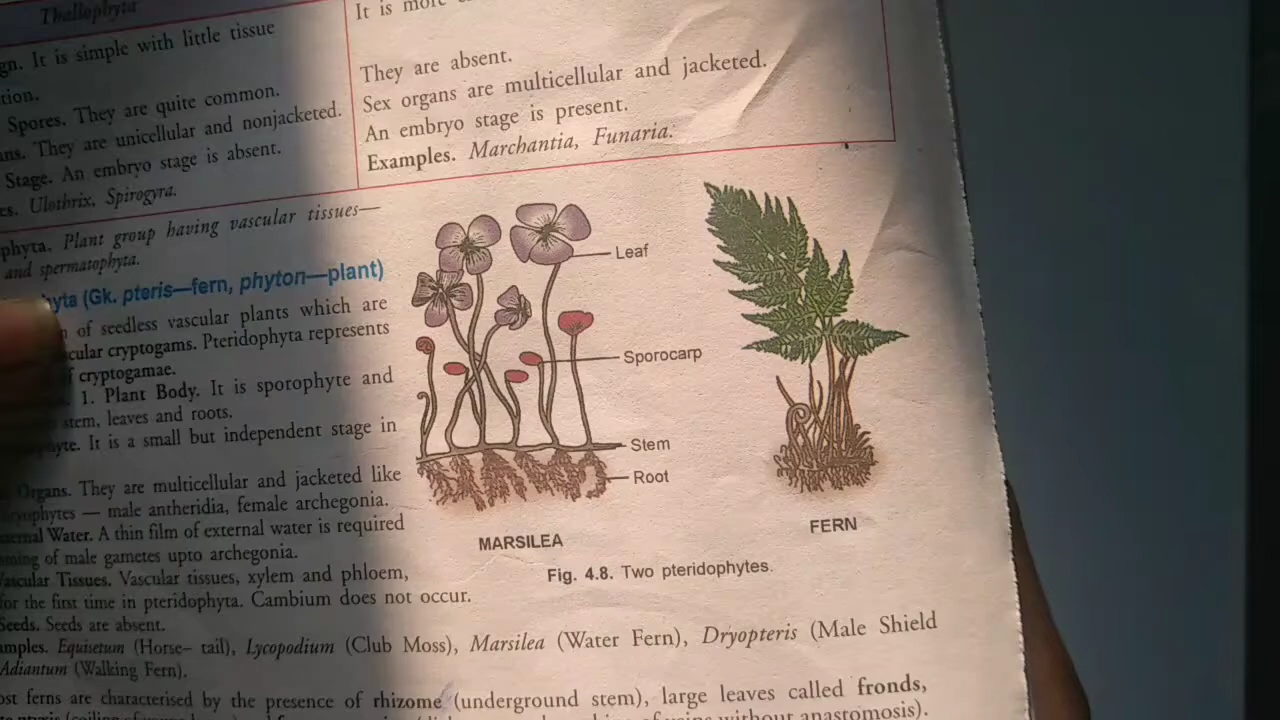 Thallophyta
gn. It is simple with little tissue
tion.
Spores. They are quite common.
ans. They are unicellular and nonjacketed.
Stage. An embryo stage is absent.
es. Ulothrix, Spirogyra.
It is more
They are absent.
Sex organs are multicellular and jacketed.
An embryo stage is present.
Examples. Marchantia, Funaria.
phyta. Plant group having vascular tissues—
and spermatophyta.
yta (Gk. pteris—fern, phyton—plant)
of seedless vascular plants which are
cular cryptogams. Pteridophyta represents
f cryptogamae.
1. Plant Body. It is sporophyte and
stem, leaves and roots.
yte. It is a small but independent stage in
Organs. They are multicellular and jacketed like
ryophytes — male antheridia, female archegonia.
ernal Water. A thin film of external water is required
ming of male gametes upto archegonia.
Vascular Tissues. Vascular tissues, xylem and phloem,
for the first time in pteridophyta. Cambium does not occur.
Seeds. Seeds are absent.
Leaf
Sporocarp
Stem
Root
MARSILEA
FERN
Fig. 4.8. Two pteridophytes.
mples. Equisetum (Horse– tail), Lycopodium (Club Moss), Marsilea (Water Fern), Dryopteris (Male Shield
Adiantum (Walking Fern).
ost ferns are characterised by the presence of rhizome (underground stem), large leaves called fronds,
without anastomosis).